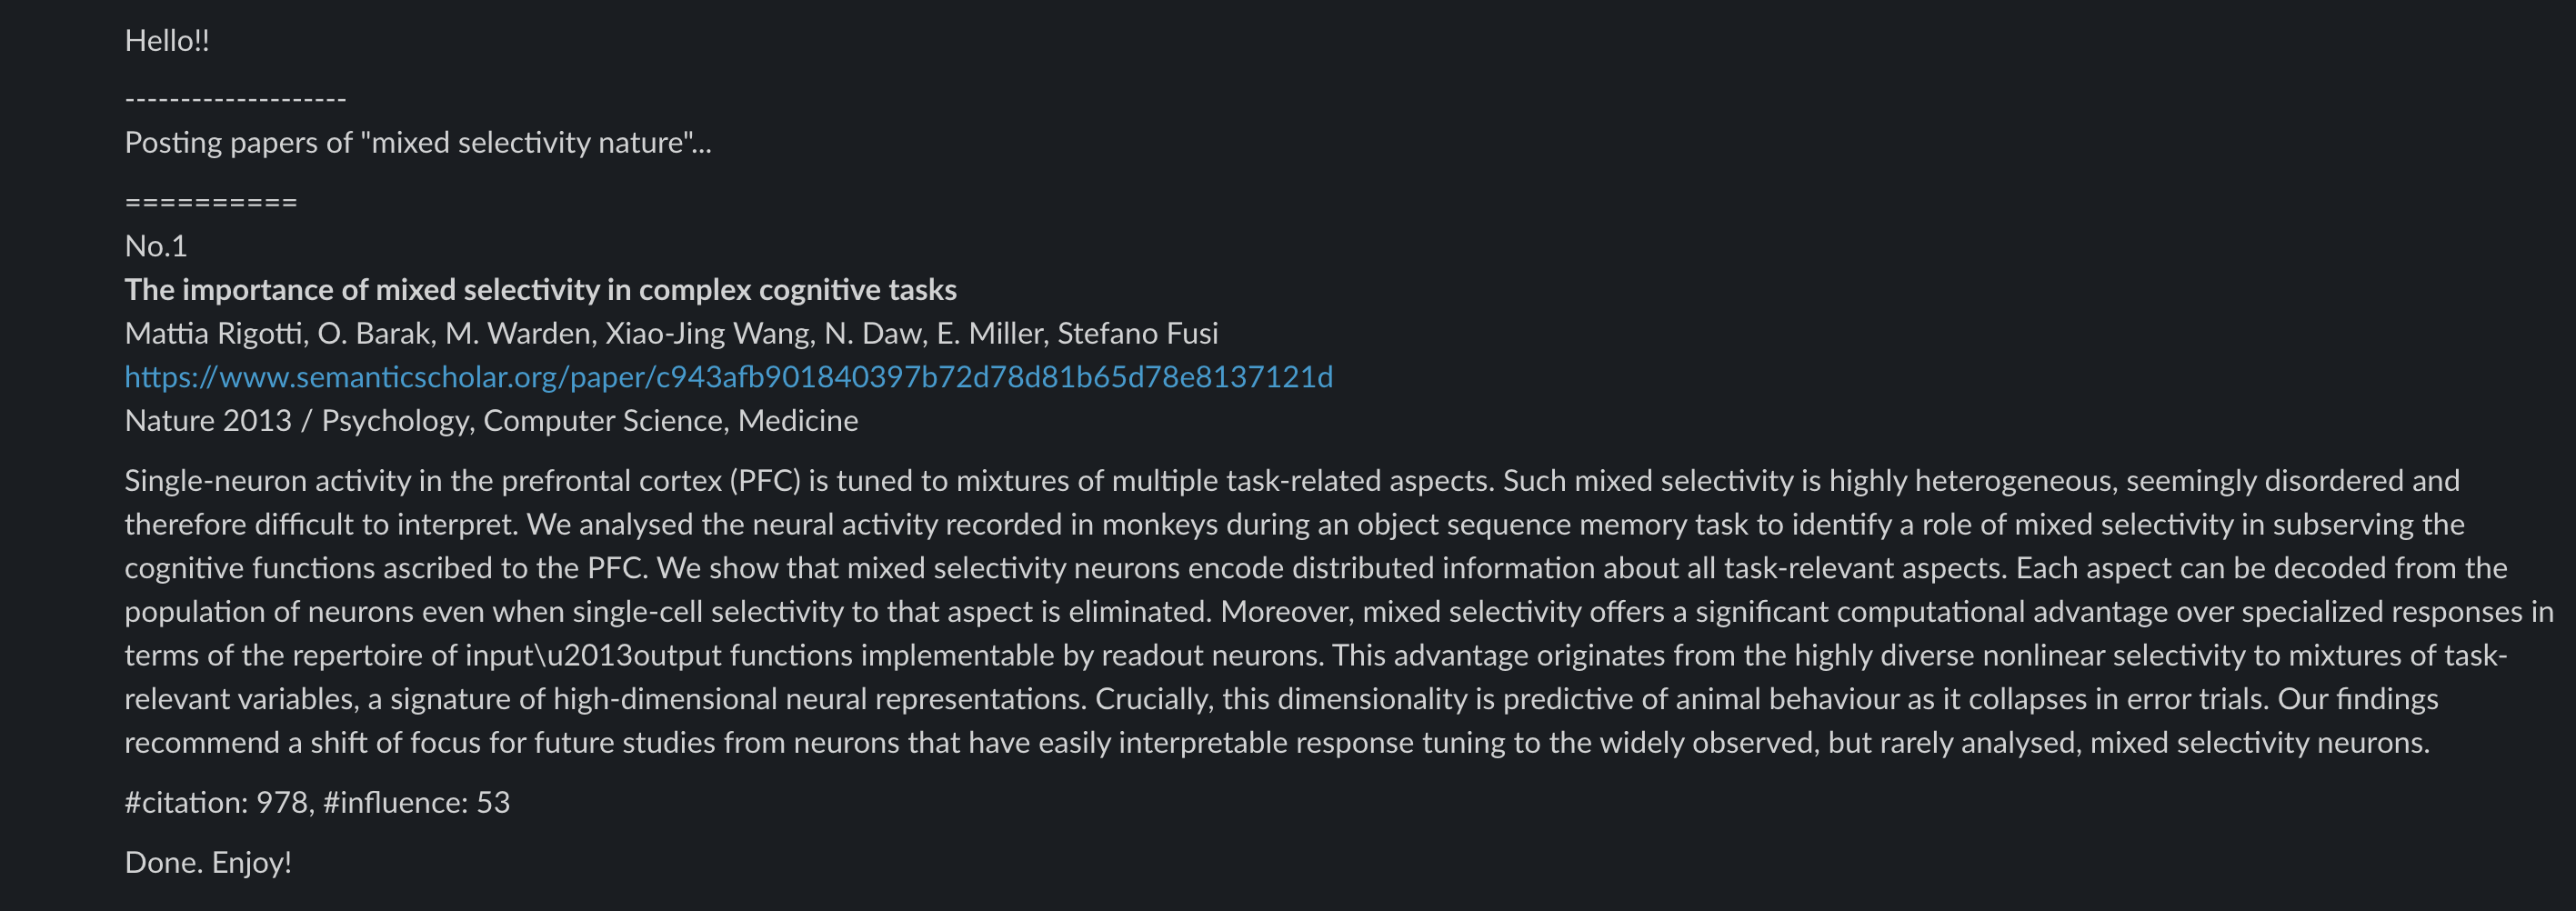 Hello!!
--------------------
Posting papers of "mixed selectivity nature"...
==========
No.1
The importance of mixed selectivity in complex cognitive tasks
Mattia Rigotti, O. Barak, M. Warden, Xiao-Jing Wang, N. Daw, E. Miller, Stefano Fusi
https://www.semanticscholar.org/paper/c943afb901840397b72d78d81b65d78e8137121d
Nature 2013 / Psychology, Computer Science, Medicine
Single-neuron activity in the prefrontal cortex (PFC) is tuned to mixtures of multiple task-related aspects. Such mixed selectivity is highly heterogeneous, seemingly disordered and
therefore difficult to interpret. We analysed the neural activity recorded in monkeys during an object sequence memory task to identify a role of mixed selectivity in subserving the
cognitive functions ascribed to the PFC. We show that mixed selectivity neurons encode distributed information about all task-relevant aspects. Each aspect can be decoded from the
population of neurons even when single-cell selectivity to that aspect is eliminated. Moreover, mixed selectivity offers a significant computational advantage over specialized responses in
terms of the repertoire of input\u2013output functions implementable by readout neurons. This advantage originates from the highly diverse nonlinear selectivity to mixtures of task-
relevant variables, a signature of high-dimensional neural representations. Crucially, this dimensionality is predictive of animal behaviour as it collapses in error trials. Our findings
recommend a shift of focus for future studies from neurons that have easily interpretable response tuning to the widely observed, but rarely analysed, mixed selectivity neurons.
#citation: 978, #influence: 53
Done. Enjoy!